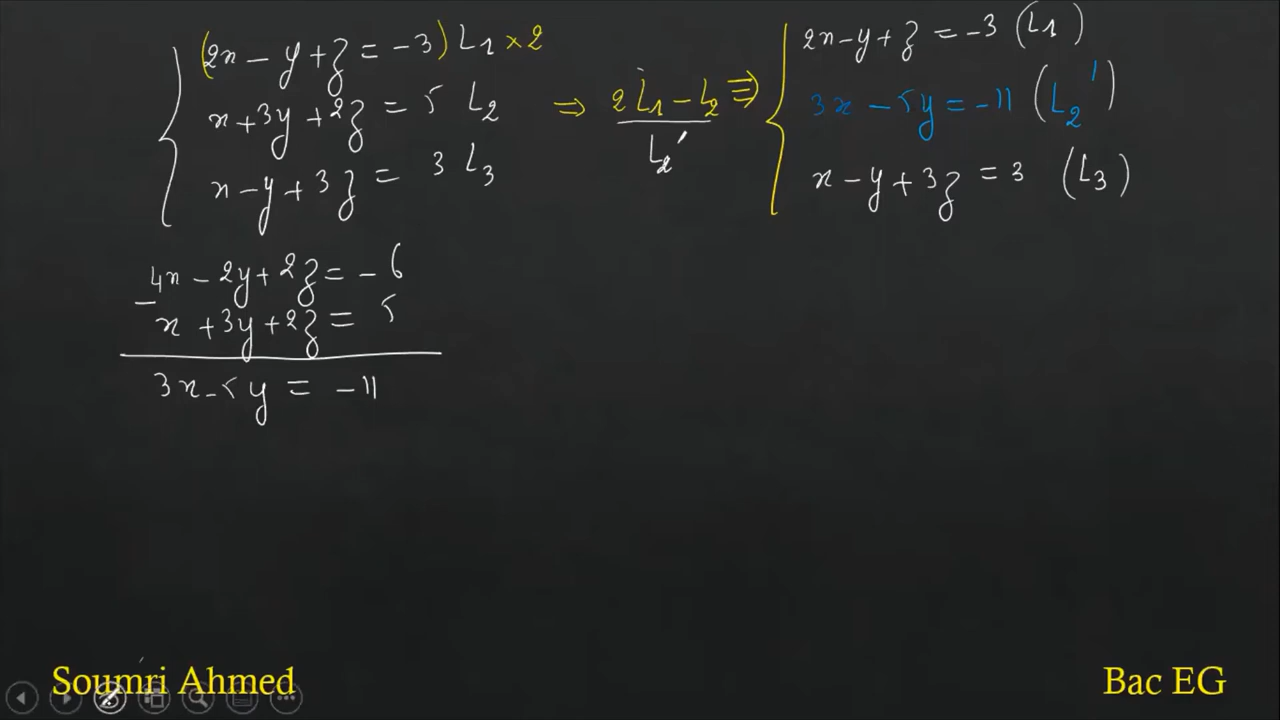 (2x - y + z = -3) L1 × 2
x + 3y + 2z = 5 L2
x - y + 3z = 3 L3
⇒ 2L1 - L2 ⇒
L2'
2x - y + z = -3 (L1)
3x - 5y = -11 (L2')
x - y + 3z = 3 (L3)
4x - 2y + 2z = -6
- x + 3y + 2z = 5
3x - 5y = -11
Soumri Ahmed
Bac EG